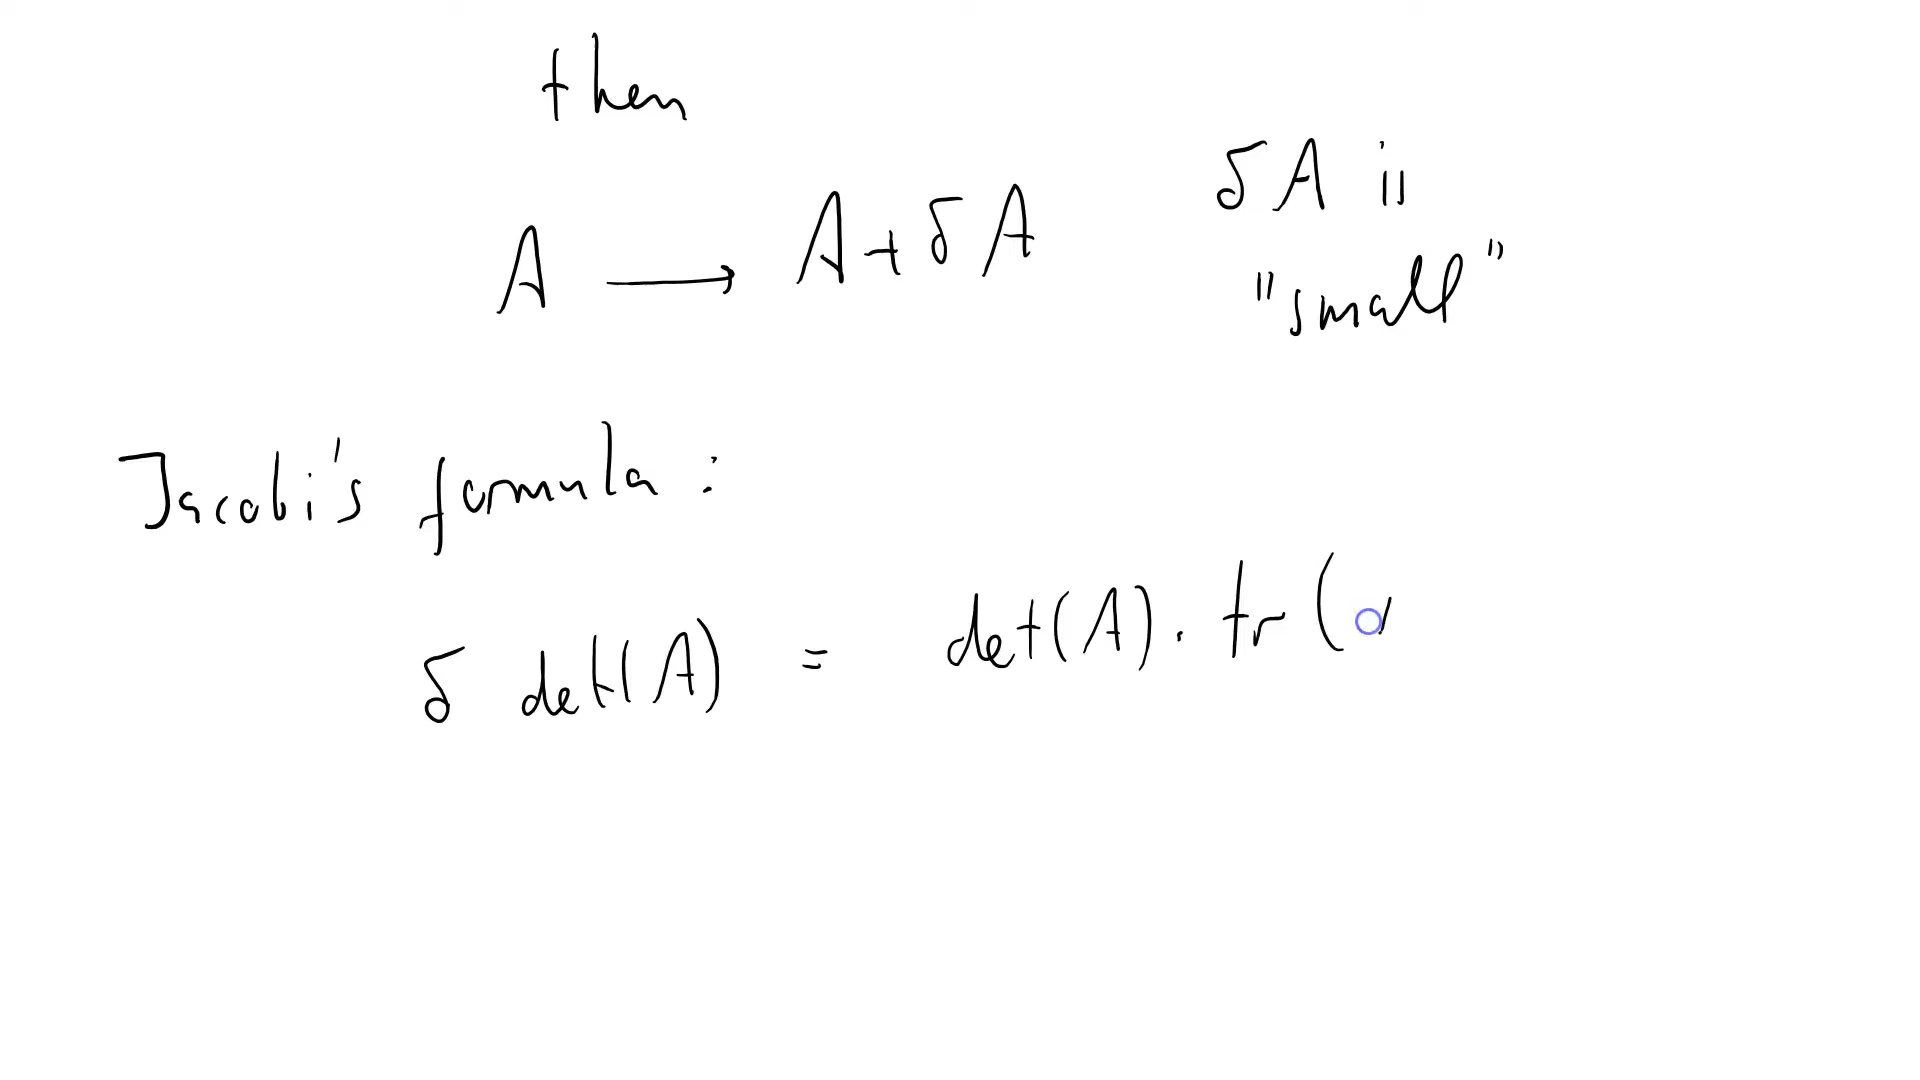 then
A → A + δA
δA is
"small"
Jacobi's formula :
δ det(A) = det(A) · tr (